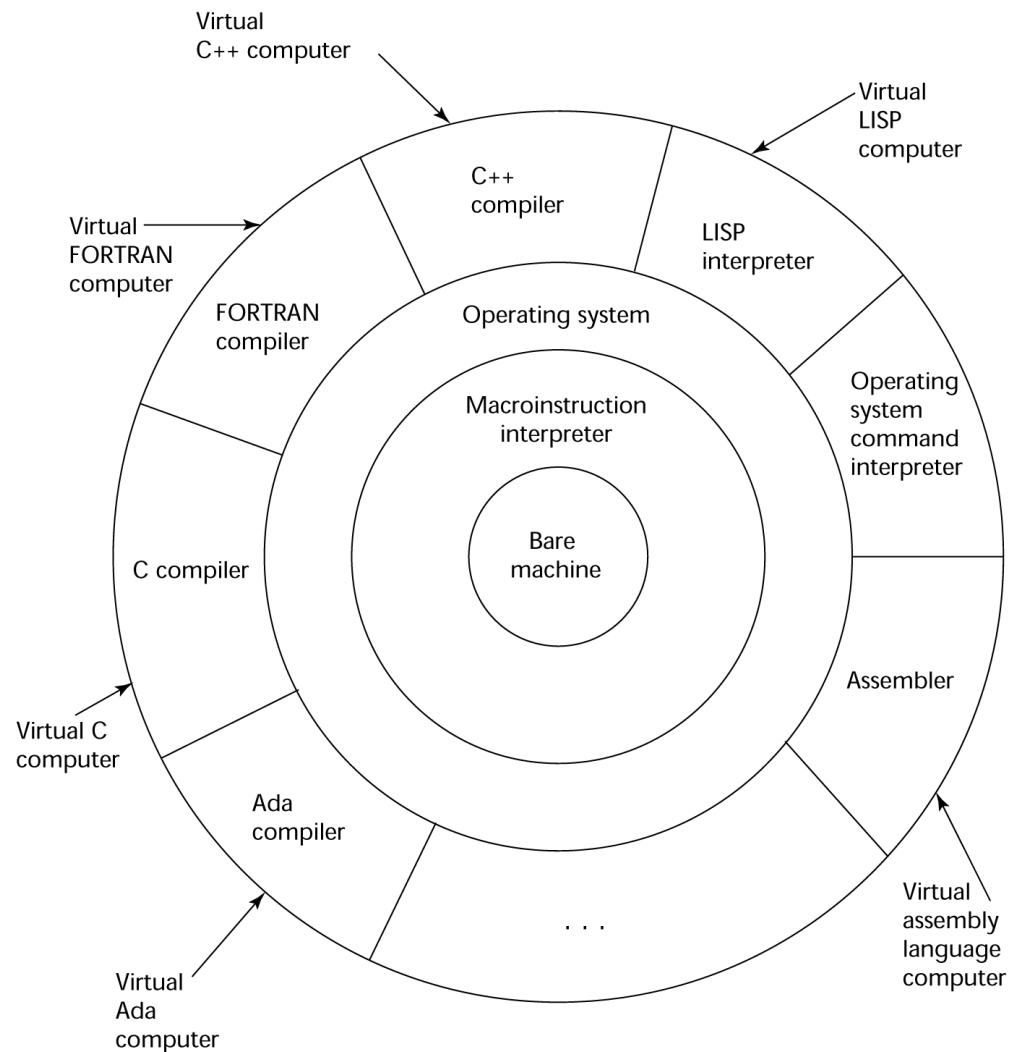 Virtual
C++ computer
Virtual
LISP
computer
C++
compiler
Virtual
FORTRAN
computer
LISP
interpreter
FORTRAN
compiler
Operating system
Operating
system
command
interpreter
Macroinstruction
interpreter
Bare
machine
C compiler
Assembler
Virtual C
computer
Ada
compiler
Virtual
assembly
language
computer
. . .
Virtual
Ada
computer